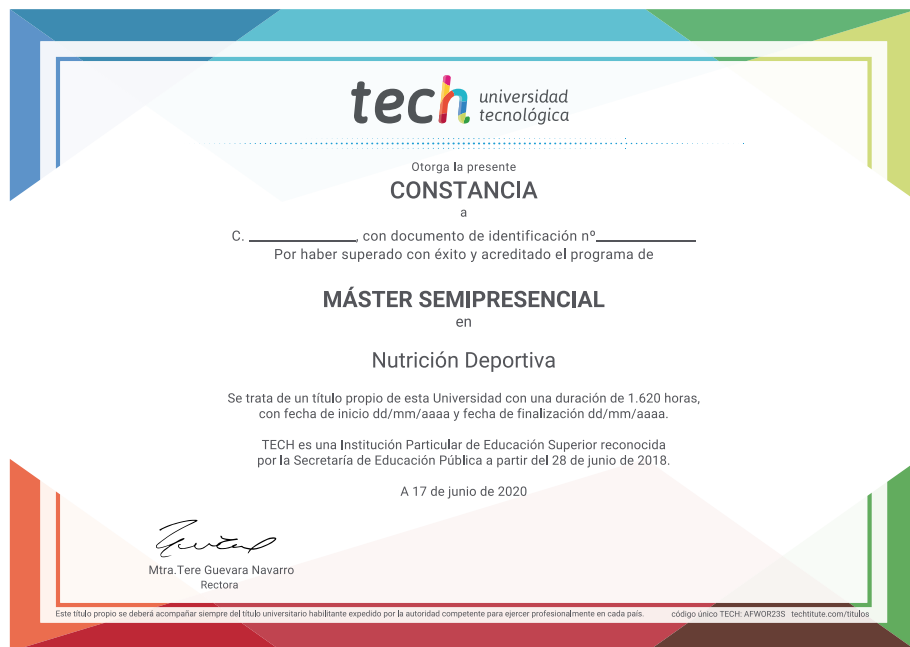 tech universidad
tecnológica
Otorga la presente
CONSTANCIA
a
C. ____________, con documento de identificación nº____________
Por haber superado con éxito y acreditado el programa de
MÁSTER SEMIPRESENCIAL
en
Nutrición Deportiva
Se trata de un título propio de esta Universidad con una duración de 1.620 horas,
con fecha de inicio dd/mm/aaaa y fecha de finalización dd/mm/aaaa.
TECH es una Institución Particular de Educación Superior reconocida
por la Secretaría de Educación Pública a partir del 28 de junio de 2018.
A 17 de junio de 2020
Mtra.Tere Guevara Navarro
Rectora
Este título propio se deberá acompañar siempre del título universitario habilitante expedido por la autoridad competente para ejercer profesionalmente en cada país. código único TECH: AFWOR23S techtitute.com/titulos